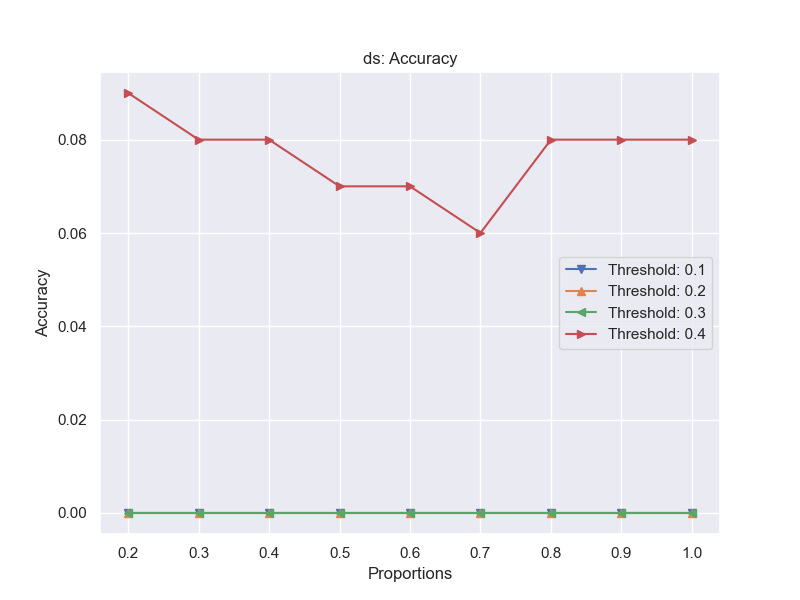 ds: Accuracy
Accuracy
0.08
0.06
0.04
0.02
0.00
Threshold: 0.1
Threshold: 0.2
Threshold: 0.3
Threshold: 0.4
0.2 0.3 0.4 0.5 0.6 0.7 0.8 0.9 1.0
Proportions